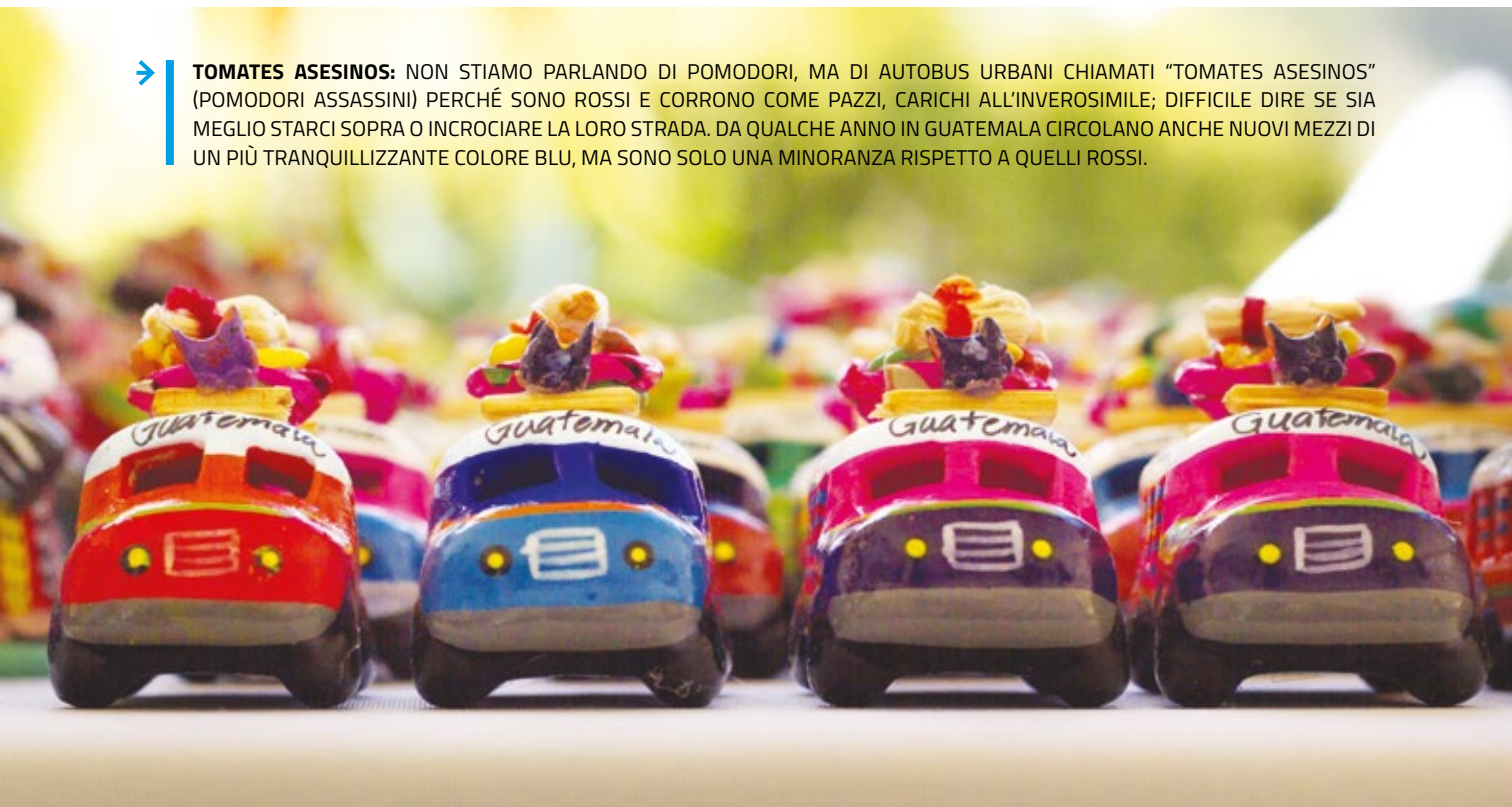 TOMATES ASESINOS: NON STIAMO PARLANDO DI POMODORI, MA DI AUTOBUS URBANI CHIAMATI “TOMATES ASESINOS”
(POMODORI ASSASSINI) PERCHÉ SONO ROSSI E CORRONO COME PAZZI, CARICHI ALL’INVEROSIMILE; DIFFICILE DIRE SE SIA
MEGLIO STARCI SOPRA O INCROCIARE LA LORO STRADA. DA QUALCHE ANNO IN GUATEMALA CIRCOLANO ANCHE NUOVI MEZZI DI
UN PIÙ TRANQUILLIZZANTE COLORE BLU, MA SONO SOLO UNA MINORANZA RISPETTO A QUELLI ROSSI.
Guatemala
Guatemala
Guatemala
Guatemala